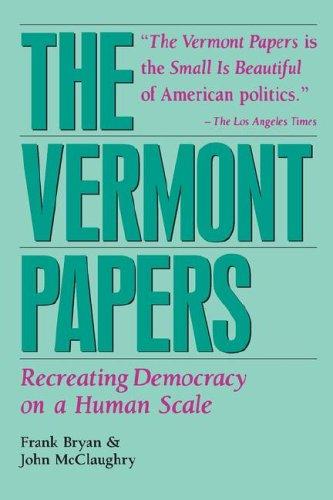 THE
"The Vermont Papers is
the Small Is Beautiful
of American politics."
– The Los Angeles Times
VERMONT
PAPERS
Recreating Democracy
on a Human Scale
Frank Bryan &
John McClaughry